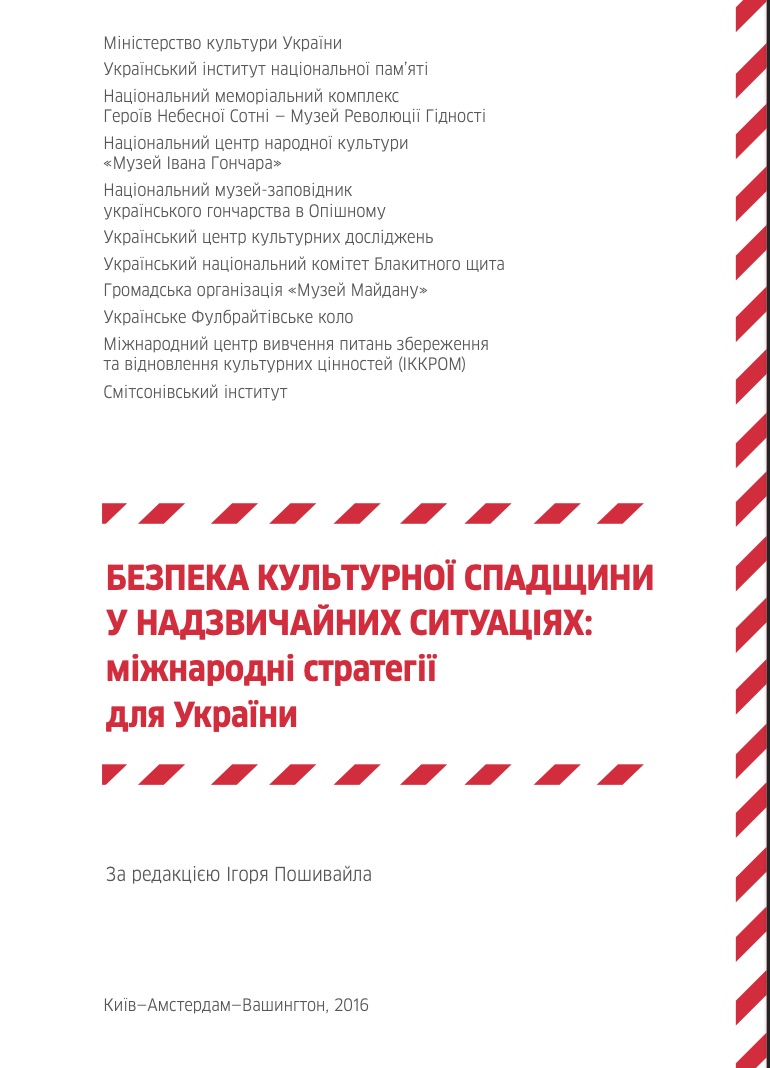 Міністерство культури України
Український інститут національної пам’яті
Національний меморіальний комплекс
Героїв Небесної Сотні – Музей Революції Гідності
Національний центр народної культури
«Музей Івана Гончара»
Національний музей-заповідник
українського гончарства в Опішному
Український центр культурних досліджень
Український національний комітет Блакитного щита
Громадська організація «Музей Майдану»
Українське Фулбрайтівське коло
Міжнародний центр вивчення питань збереження
та відновлення культурних цінностей (ІККРОМ)
Смітсонівський інститут
БЕЗПЕКА КУЛЬТУРНОЇ СПАДЩИНИ
У НАДЗВИЧАЙНИХ СИТУАЦІЯХ:
міжнародні стратегії
для України
За редакцією Ігоря Пошивайла
Київ–Амстердам–Вашингтон, 2016